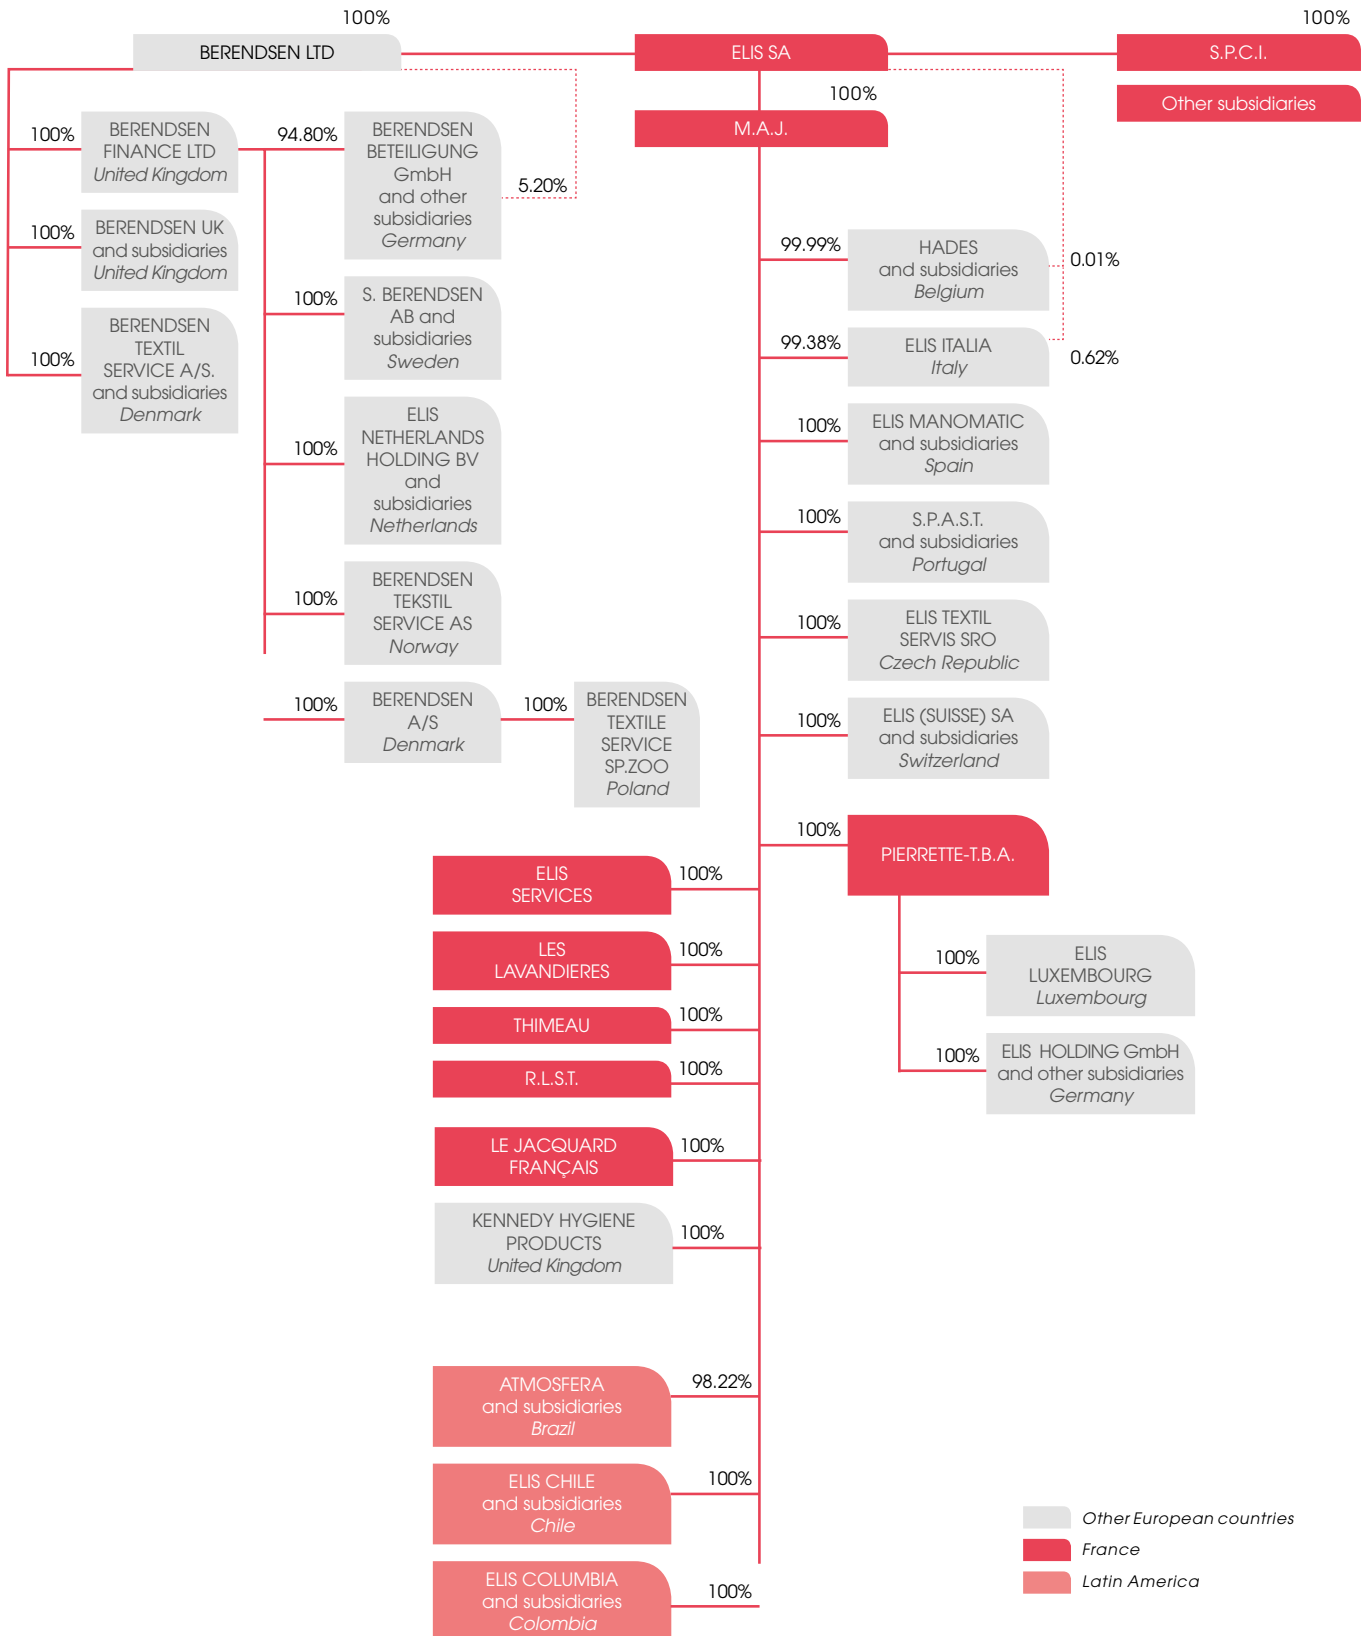 100%
100%
BERENDSEN LTD
ELIS SA
S.P.C.I.
100%
Other subsidiaries
M.A.J.
100%
BERENDSEN
FINANCE LTD
United Kingdom
94.80%
BERENDSEN
BETEILIGUNG
GmbH
and other
subsidiaries
Germany
5.20%
100%
BERENDSEN UK
and subsidiaries
United Kingdom
100%
BERENDSEN
TEXTIL
SERVICE A/S.
and subsidiaries
Denmark
100%
S. BERENDSEN
AB and
subsidiaries
Sweden
100%
ELIS
NETHERLANDS
HOLDING BV
and
subsidiaries
Netherlands
100%
BERENDSEN
TEKSTIL
SERVICE AS
Norway
100%
BERENDSEN
A/S
Denmark
100%
BERENDSEN
TEXTILE
SERVICE
SP.ZOO
Poland
99.99%
HADES
and subsidiaries
Belgium
0.01%
99.38%
ELIS ITALIA
Italy
0.62%
100%
ELIS MANOMATIC
and subsidiaries
Spain
100%
S.P.A.S.T.
and subsidiaries
Portugal
100%
ELIS TEXTIL
SERVIS SRO
Czech Republic
100%
ELIS (SUISSE) SA
and subsidiaries
Switzerland
100%
PIERRETTE-T.B.A.
100%
ELIS
LUXEMBOURG
Luxembourg
100%
ELIS HOLDING GmbH
and other subsidiaries
Germany
ELIS
SERVICES
100%
LES
LAVANDIERES
100%
THIMEAU
100%
R.L.S.T.
100%
LE JACQUARD
FRANÇAIS
100%
KENNEDY HYGIENE
PRODUCTS
United Kingdom
100%
ATMOSFERA
and subsidiaries
Brazil
98.22%
ELIS CHILE
and subsidiaries
Chile
100%
ELIS COLUMBIA
and subsidiaries
Colombia
100%
Other European countries
France
Latin America